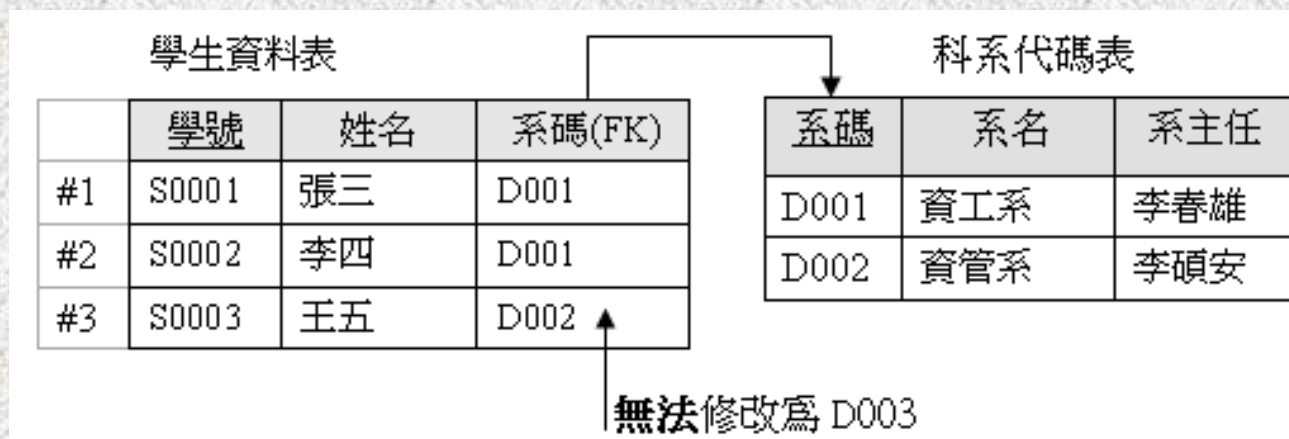 學生資料表
科系代碼表
學號 姓名 系碼(FK)
#1 S0001 張三 D001
#2 S0002 李四 D001
#3 S0003 王五 D002
系碼 系名 系主任
D001 資工系 李春雄
D002 資管系 李碩安
無法修改為 D003